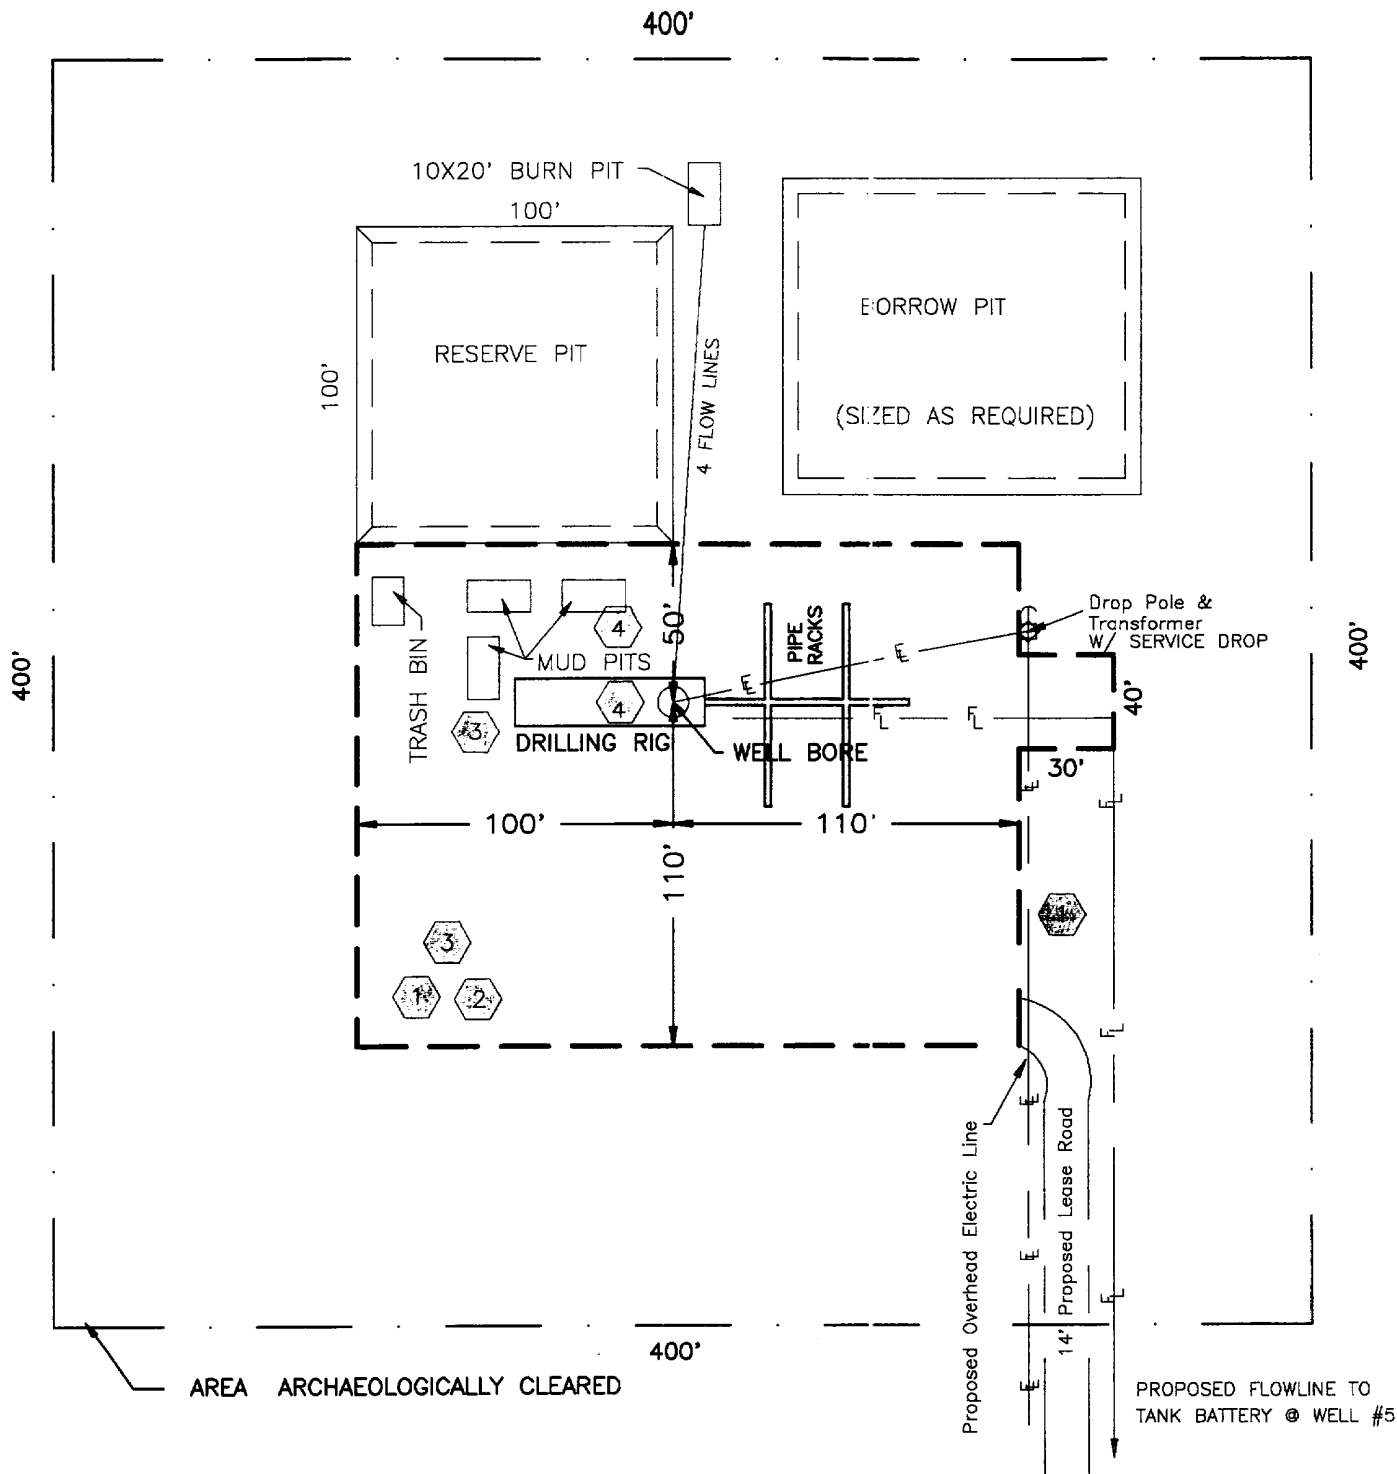 400'
10X20' BURN PIT
100'
BORROW PIT
RESERVE PIT
100'
4 FLOW LINES
(SIZED AS REQUIRED)
Drop Pole &
Transformer
W/ SERVICE DROP
50'
PIPE
RACKS
4
MUD PITS
TRASH BIN
400'
400'
E
E
40'
4
3
DRILLING RIG
WELL BORE
FL
FL
30'
E
FL
100'
110'
110'
3
1
2
FL
E
Proposed Overhead Electric Line
14' Proposed Lease Road
E
FL
400'
AREA ARCHAEOLOGICALLY CLEARED
E
PROPOSED FLOWLINE TO
TANK BATTERY @ WELL #5